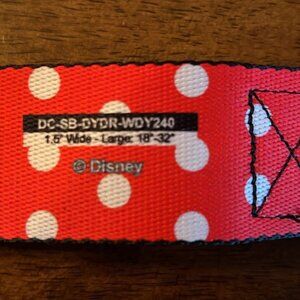 DC-SB-DYDR-WDY240
1.5" Wide - Large: 18"-32"
© Disney